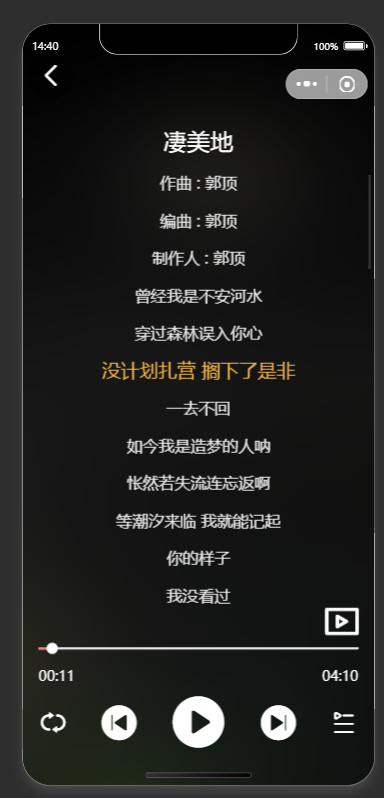 14:40
100%
凄美地
作曲 : 郭顶
编曲 : 郭顶
制作人 : 郭顶
曾经我是不安河水
穿过森林误入你心
没计划扎营 搁下了是非
一去不回
如今我是造梦的人呐
怅然若失流连忘返啊
等潮汐来临 我就能记起
你的样子
我没看过
00:11
04:10